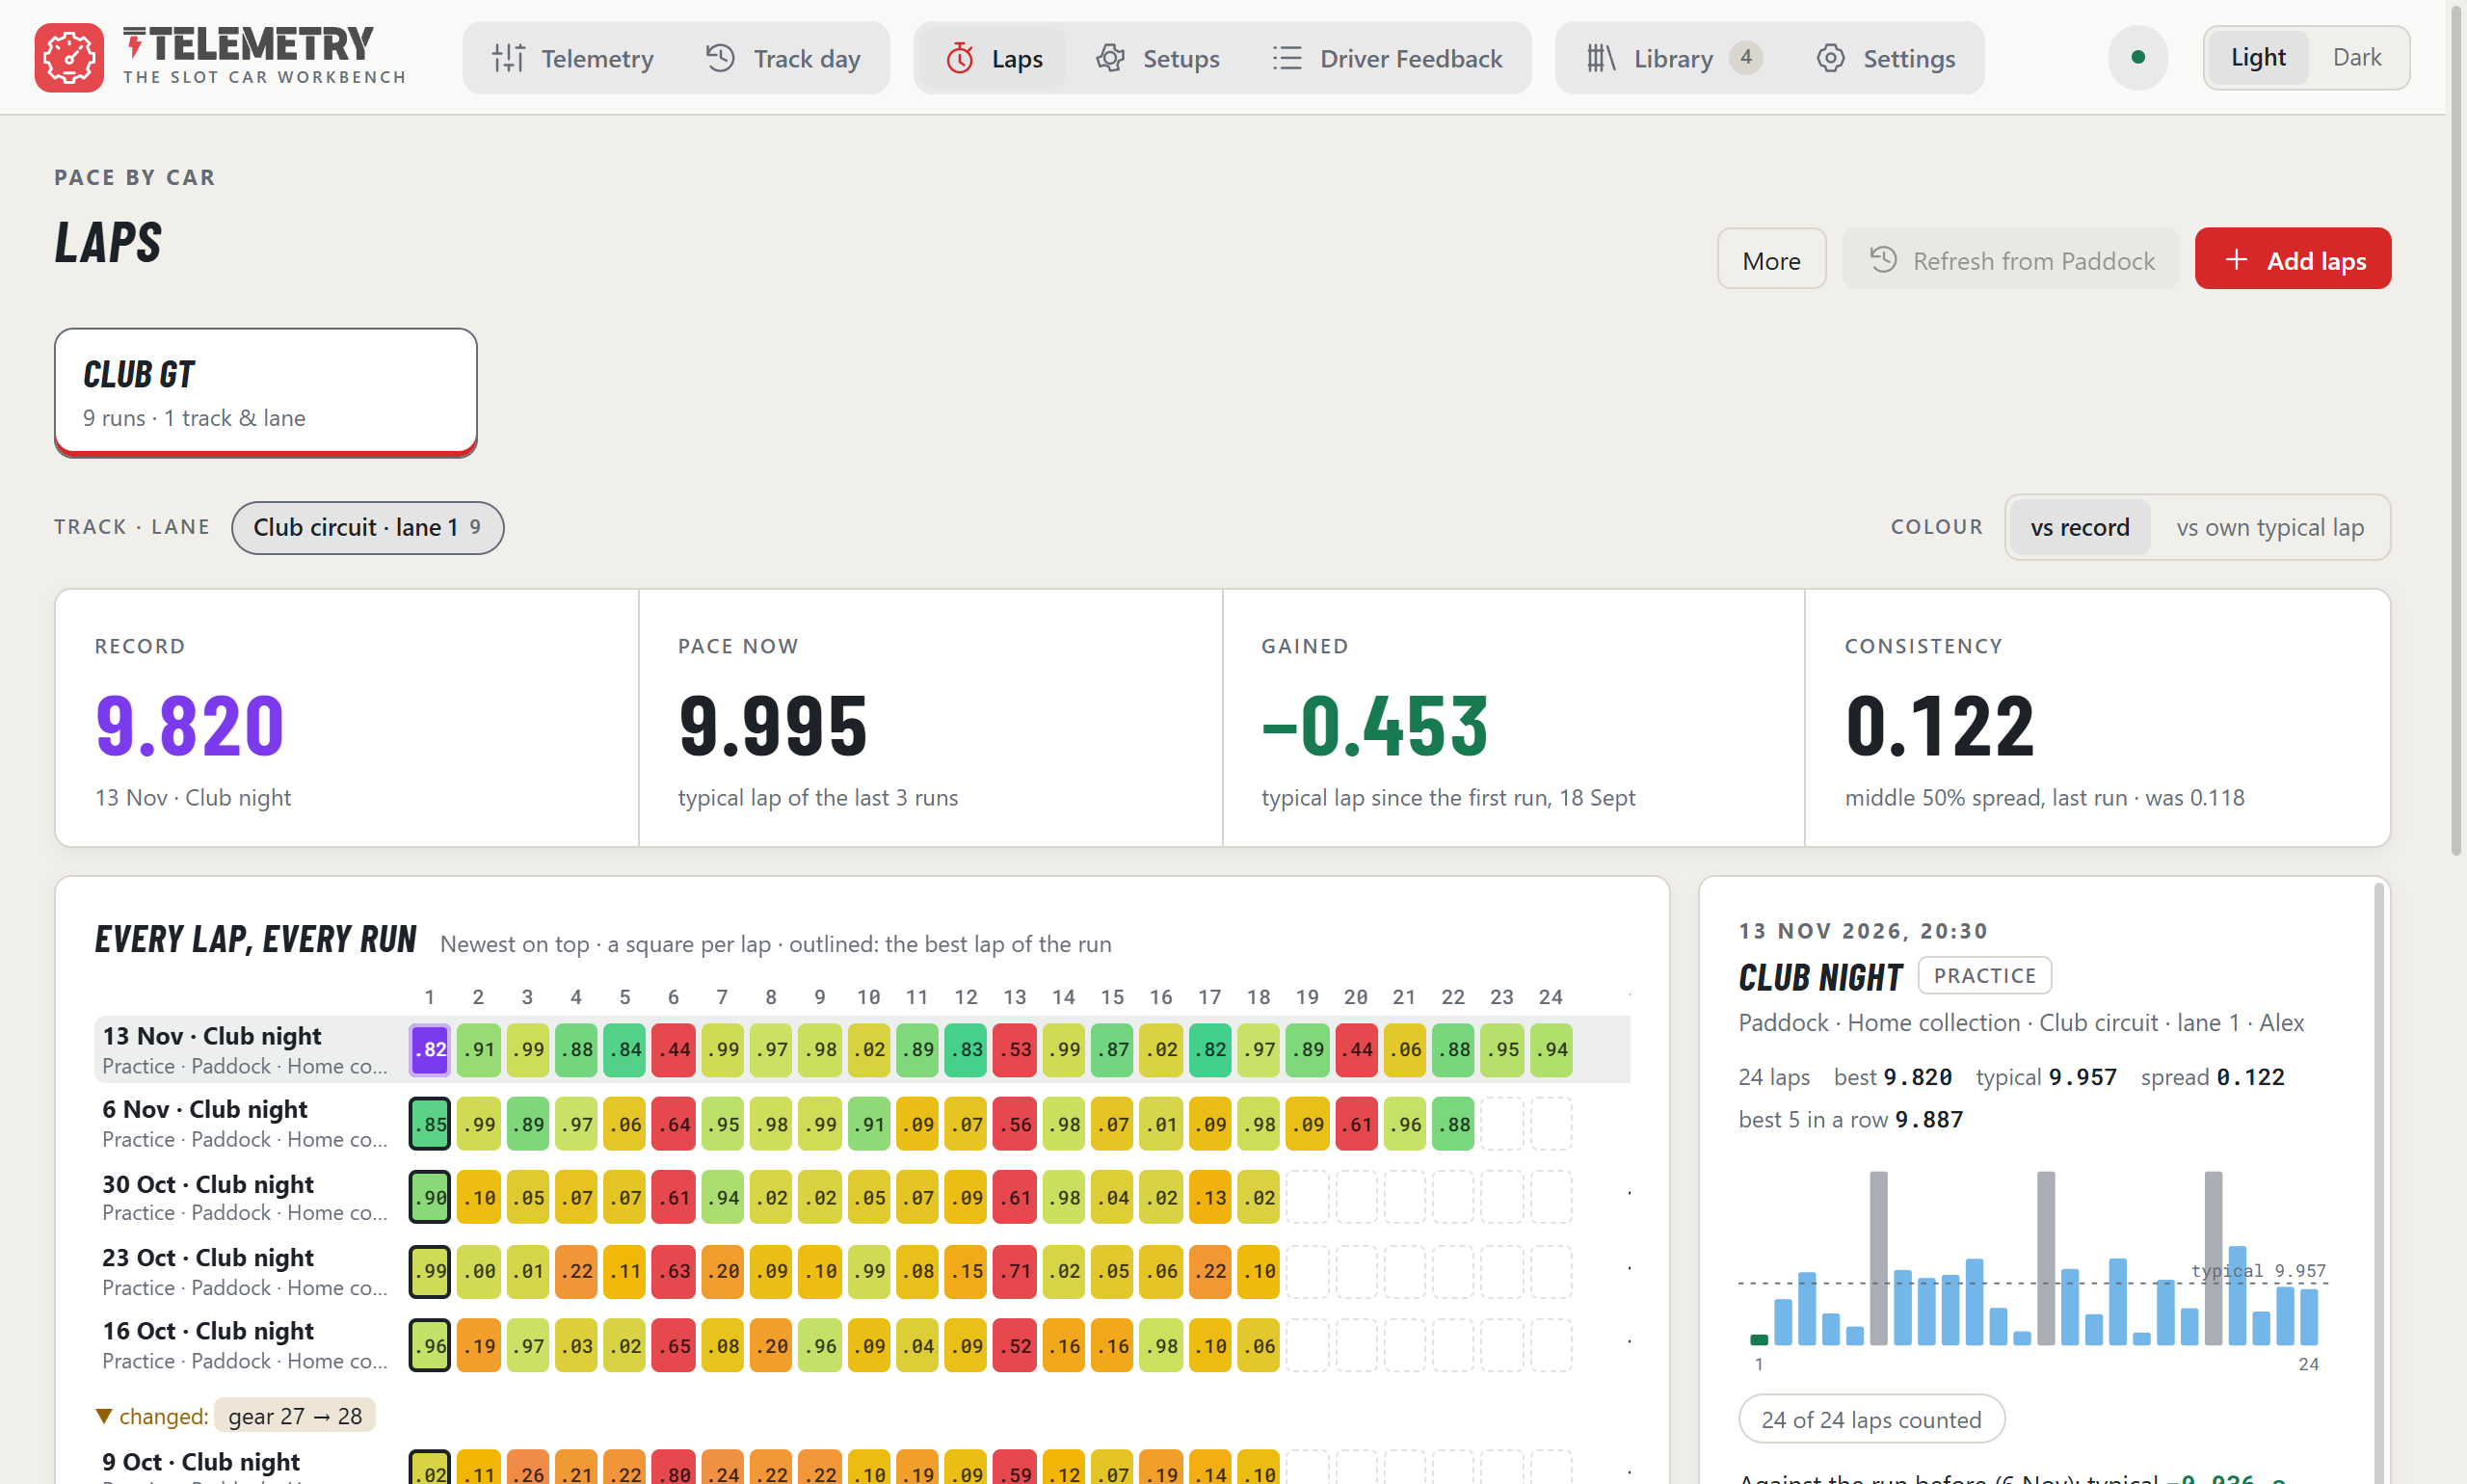 TELEMETRY
THE SLOT CAR WORKBENCH
Telemetry Track day Laps Setups Driver Feedback Library 4 Settings Light Dark
PACE BY CAR
LAPS
More Refresh from Paddock + Add laps
CLUB GT
9 runs · 1 track & lane
TRACK · LANE Club circuit · lane 1 9 COLOUR vs record vs own typical lap
RECORD PACE NOW GAINED CONSISTENCY
9.820 9.995 −0.453 0.122
13 Nov · Club night typical lap of the last 3 runs typical lap since the first run, 18 Sept middle 50% spread, last run · was 0.118
EVERY LAP, EVERY RUN Newest on top · a square per lap · outlined: the best lap of the run
1 2 3 4 5 6 7 8 9 10 11 12 13 14 15 16 17 18 19 20 21 22 23 24
13 Nov · Club night
Practice · Paddock · Home co...
.82 .91 .99 .88 .84 .44 .99 .97 .98 .02 .89 .83 .53 .99 .87 .02 .82 .97 .89 .44 .06 .88 .95 .94
6 Nov · Club night
Practice · Paddock · Home co...
.85 .99 .89 .97 .06 .64 .95 .98 .99 .91 .09 .07 .56 .98 .07 .01 .09 .98 .09 .61 .96 .88
30 Oct · Club night
Practice · Paddock · Home co...
.90 .10 .05 .07 .07 .61 .94 .02 .02 .05 .07 .09 .61 .98 .04 .02 .13 .02
23 Oct · Club night
Practice · Paddock · Home co...
.99 .00 .01 .22 .11 .63 .20 .09 .10 .99 .08 .15 .71 .02 .05 .06 .22 .10
16 Oct · Club night
Practice · Paddock · Home co...
.96 .19 .97 .03 .02 .65 .08 .20 .96 .09 .04 .09 .52 .16 .16 .98 .10 .06
▼ changed: gear 27 → 28
9 Oct · Club night
.02 .11 .26 .21 .22 .80 .24 .22 .22 .10 .19 .09 .59 .12 .07 .19 .14 .10
13 NOV 2026, 20:30
CLUB NIGHT PRACTICE
Paddock · Home collection · Club circuit · lane 1 · Alex
24 laps best 9.820 typical 9.957 spread 0.122
best 5 in a row 9.887
typical 9.957
1 24
24 of 24 laps counted
Against the run before (6 Nov): typical −0.036 s